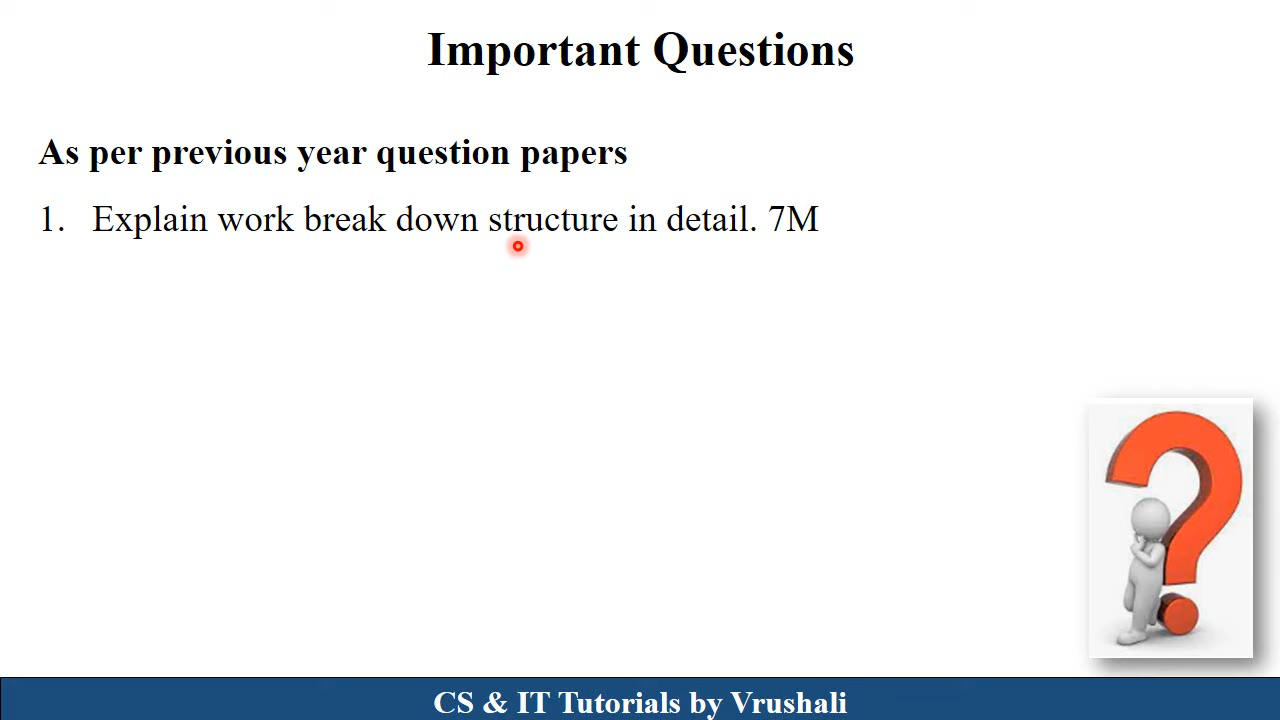 Important Questions
As per previous year question papers
1. Explain work break down structure in detail. 7M
CS & IT Tutorials by Vrushali